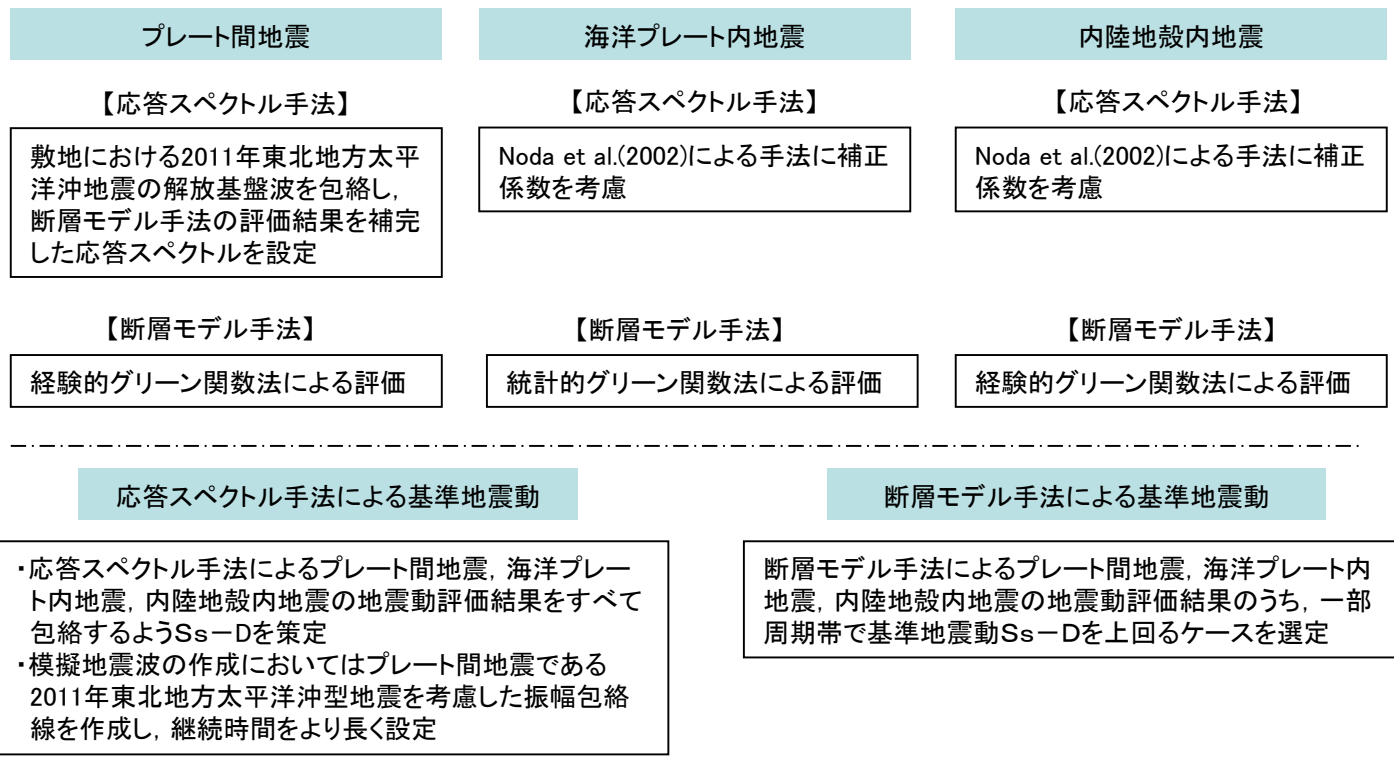 プレート間地震
海洋プレート内地震
内陸地殻内地震
【応答スペクトル手法】
【応答スペクトル手法】
【応答スペクトル手法】
敷地における2011年東北地方太平
洋沖地震の解放基盤波を包絡し，
断層モデル手法の評価結果を補完
した応答スペクトルを設定
Noda et al.(2002)による手法に補正
係数を考慮
Noda et al.(2002)による手法に補正
係数を考慮
【断層モデル手法】
【断層モデル手法】
【断層モデル手法】
経験的グリーン関数法による評価
統計的グリーン関数法による評価
経験的グリーン関数法による評価
応答スペクトル手法による基準地震動
・応答スペクトル手法によるプレート間地震，海洋プレー
ト内地震，内陸地殻内地震の地震動評価結果をすべて
包絡するようＳｓ－Dを策定
・模擬地震波の作成においてはプレート間地震である
2011年東北地方太平洋沖型地震を考慮した振幅包絡
線を作成し，継続時間をより長く設定
断層モデル手法による基準地震動
断層モデル手法によるプレート間地震，海洋プレート内
地震，内陸地殻内地震の地震動評価結果のうち，一部
周期帯で基準地震動Ｓｓ－Ｄを上回るケースを選定